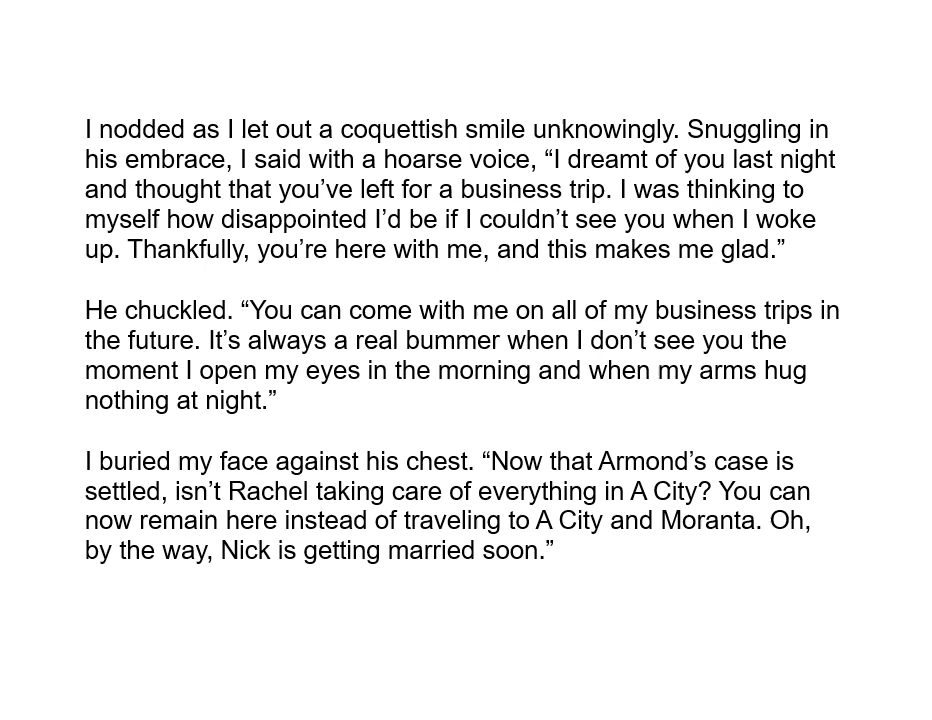 I nodded as I let out a coquettish smile unknowingly. Snuggling in
his embrace, I said with a hoarse voice, “I dreamt of you last night
and thought that you’ve left for a business trip. I was thinking to
myself how disappointed I’d be if I couldn’t see you when I woke
up. Thankfully, you’re here with me, and this makes me glad.”
He chuckled. “You can come with me on all of my business trips in
the future. It’s always a real bummer when I don’t see you the
moment I open my eyes in the morning and when my arms hug
nothing at night.”
I buried my face against his chest. “Now that Armond’s case is
settled, isn’t Rachel taking care of everything in A City? You can
now remain here instead of traveling to A City and Moranta. Oh,
by the way, Nick is getting married soon.”